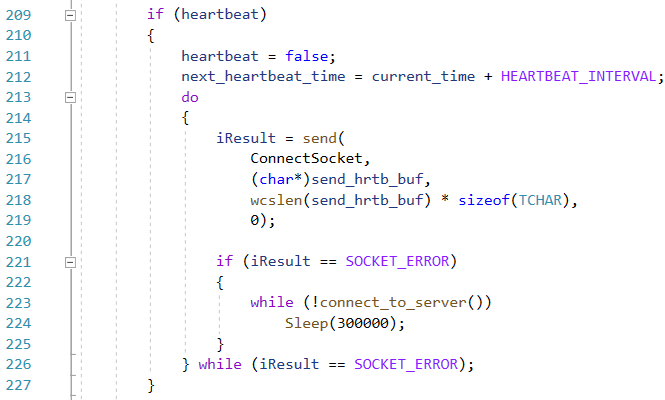 209 if (heartbeat)
210 {
211 heartbeat = false;
212 next_heartbeat_time = current_time + HEARTBEAT_INTERVAL;
213 do
214 {
215 iResult = send(
216 ConnectSocket,
217 (char*)send_hrtb_buf,
218 wcslen(send_hrtb_buf) * sizeof(TCHAR),
219 0);
220
221 if (iResult == SOCKET_ERROR)
222 {
223 while (!connect_to_server())
224 Sleep(300000);
225 }
226 } while (iResult == SOCKET_ERROR);
227 }